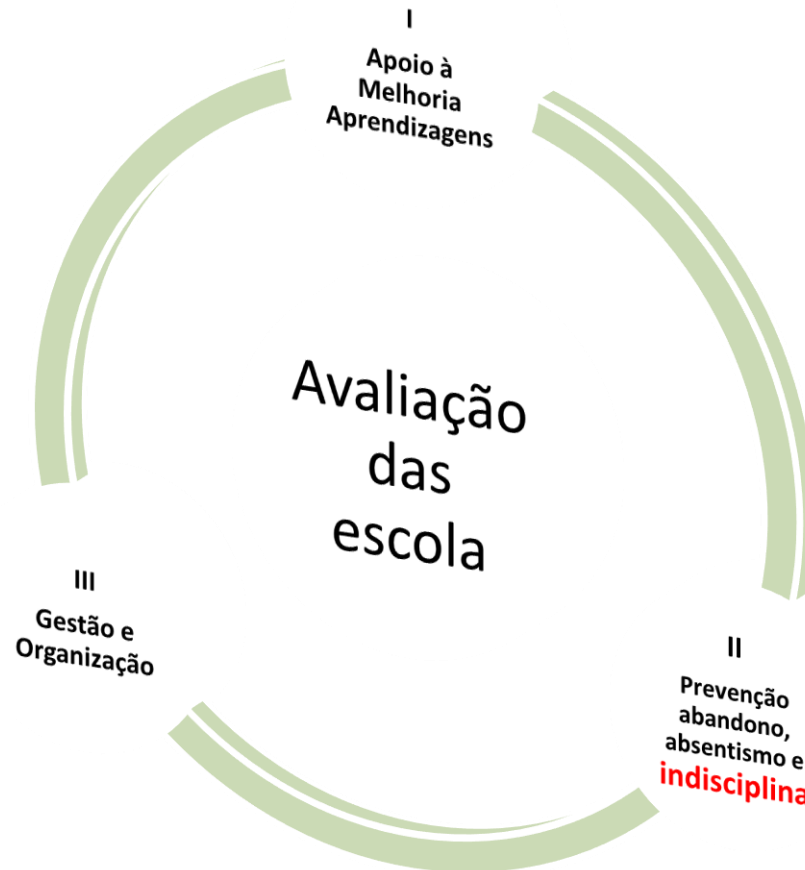 I
Apoio à
Melhoria
Aprendizagens
Avaliação
das
escola
II
Prevenção
abandono,
absentismo e
indisciplina
III
Gestão e
Organização